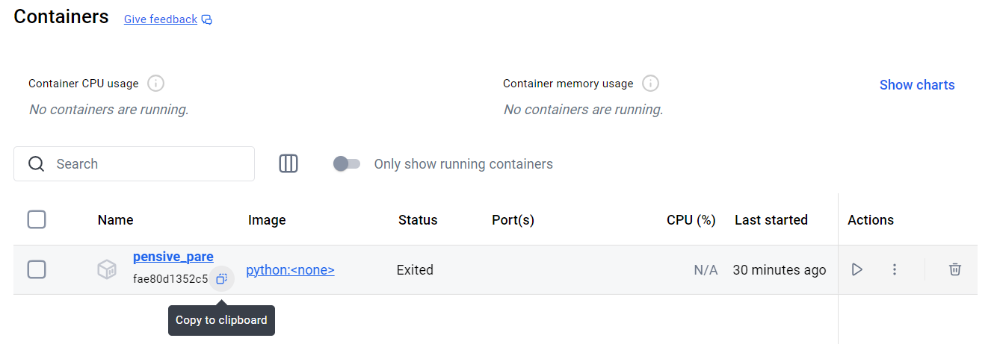 Containers Give feedback
Container CPU usage Container memory usage Show charts
No containers are running. No containers are running.
Search Only show running containers
Name Image Status Port(s) CPU (%) Last started Actions
pensive_pare
fae80d1352c5 python:<none> Exited N/A 30 minutes ago
Copy to clipboard